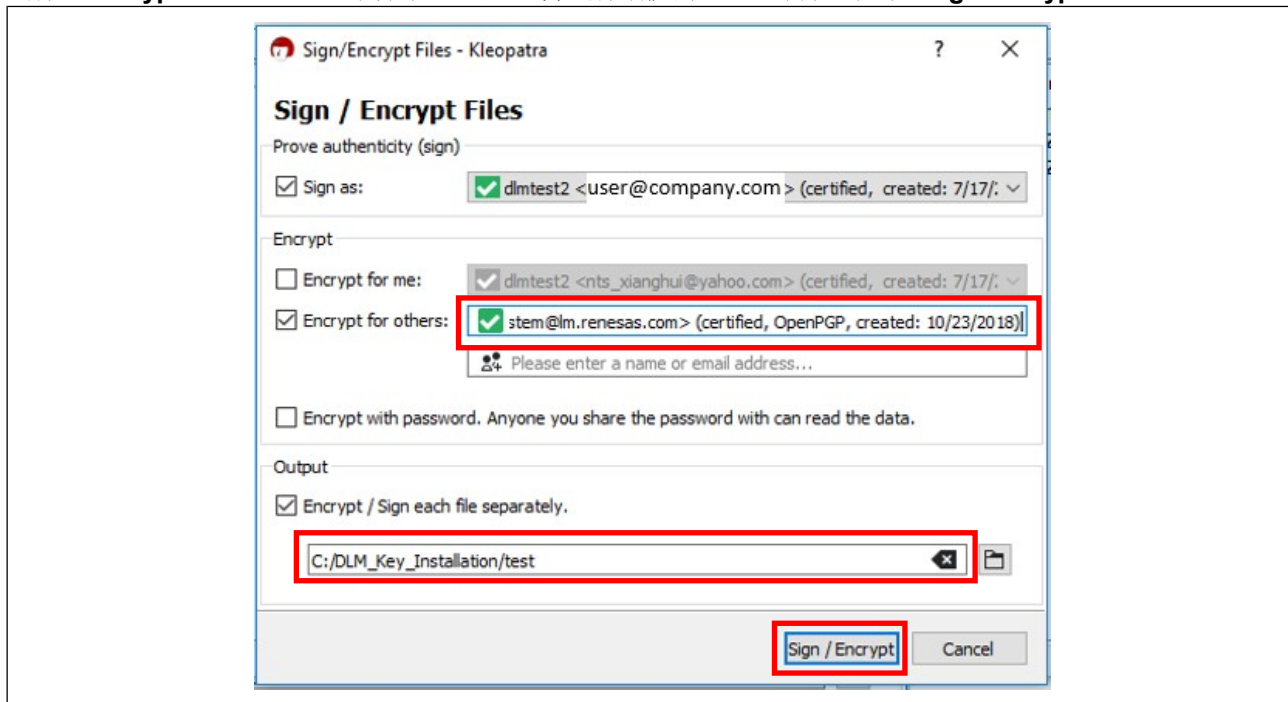 Sign/Encrypt Files - Kleopatra ?
Sign / Encrypt Files
Prove authenticity (sign)
Sign as: dlmtest2 <user@company.com> (certified, created: 7/17/
Encrypt
Encrypt for me: dlmtest2 <nts_xianghui@yahoo.com> (certified, created: 7/17/
Encrypt for others: stem@lm.renesas.com> (certified, OpenPGP, created: 10/23/2018)
Please enter a name or email address...
Encrypt with password. Anyone you share the password with can read the data.
Output
Encrypt / Sign each file separately.
C:/DLM_Key_Installation/test
Sign / Encrypt Cancel